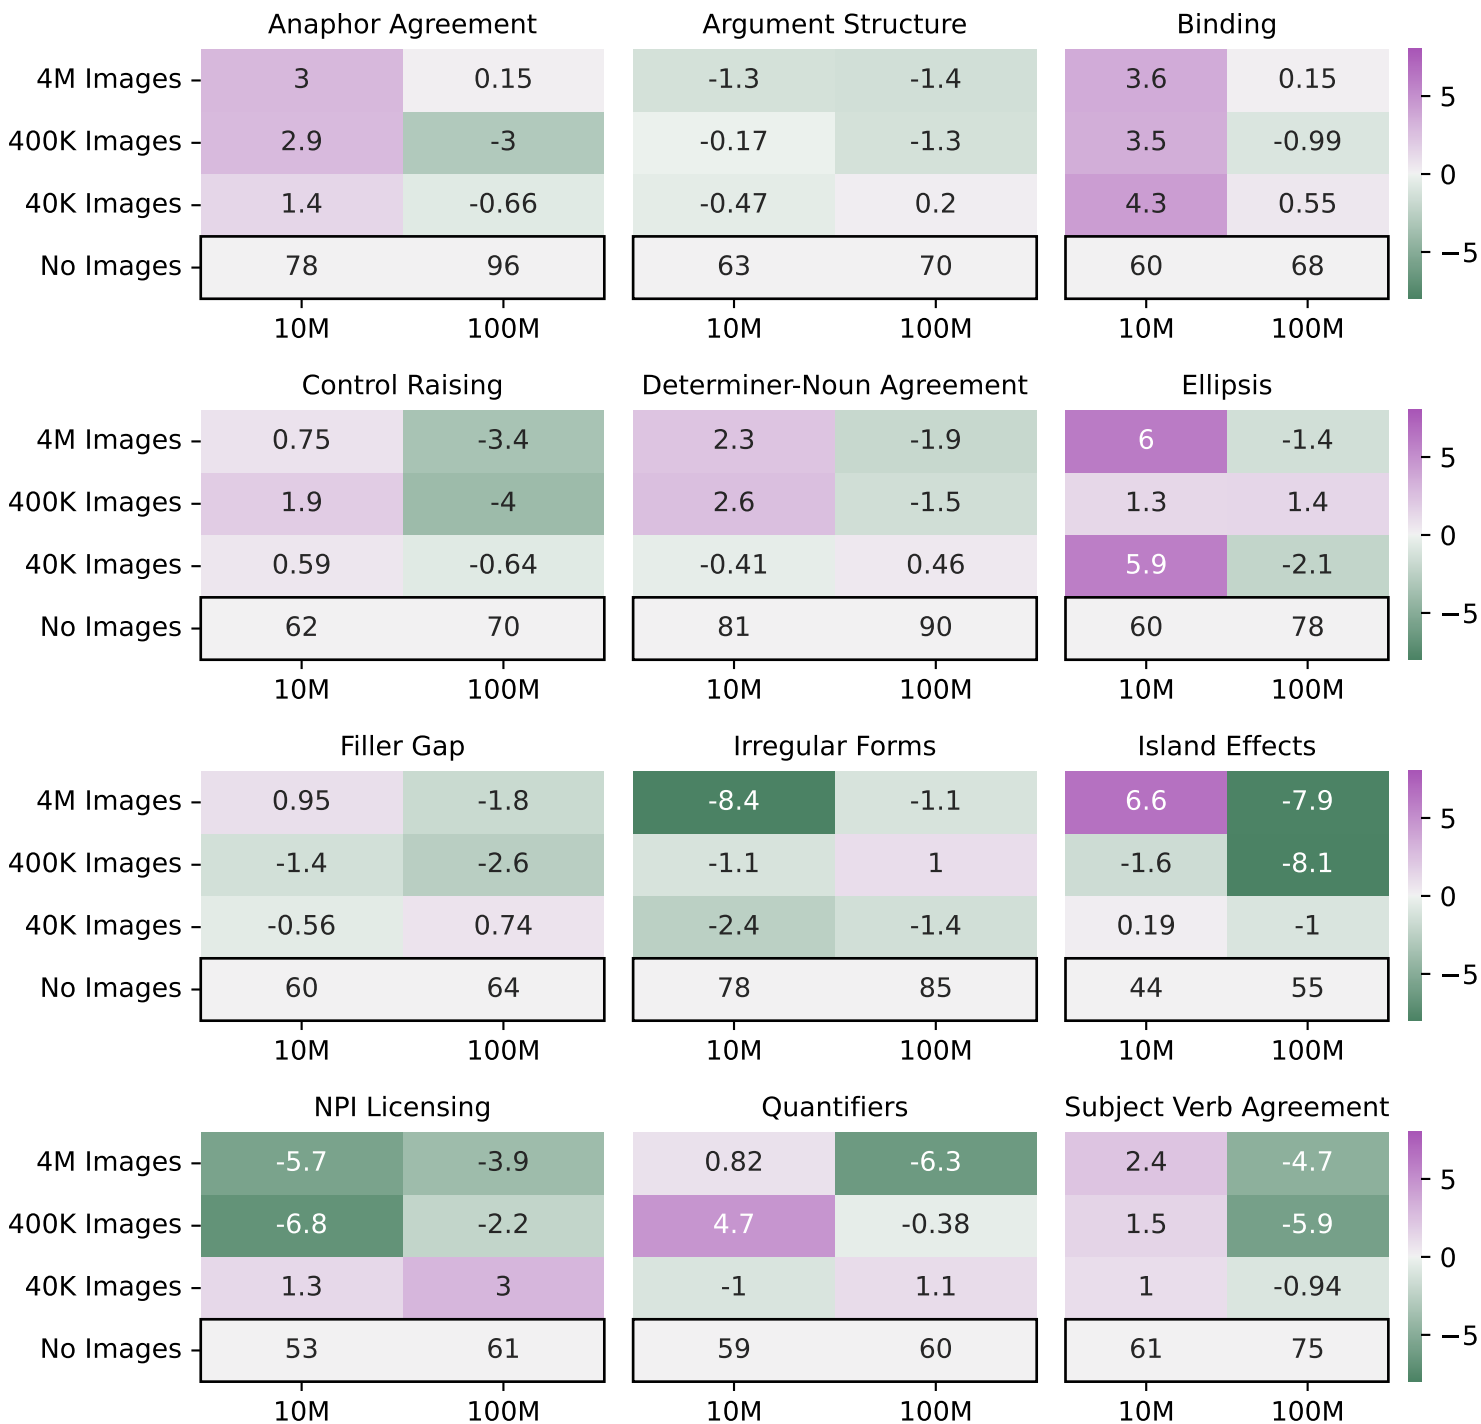 Anaphor Agreement Argument Structure Binding
4M Images 3 0.15 -1.3 -1.4 3.6 0.15 5
400K Images 2.9 -3 -0.17 -1.3 3.5 -0.99 0
40K Images 1.4 -0.66 -0.47 0.2 4.3 0.55
No Images 78 96 63 70 60 68 −5
10M 100M 10M 100M 10M 100M
Control Raising Determiner-Noun Agreement Ellipsis
4M Images 0.75 -3.4 2.3 -1.9 6 -1.4 5
400K Images 1.9 -4 2.6 -1.5 1.3 1.4 0
40K Images 0.59 -0.64 -0.41 0.46 5.9 -2.1
No Images 62 70 81 90 60 78 −5
10M 100M 10M 100M 10M 100M
Filler Gap Irregular Forms Island Effects
4M Images 0.95 -1.8 -8.4 -1.1 6.6 -7.9 5
400K Images -1.4 -2.6 -1.1 1 -1.6 -8.1 0
40K Images -0.56 0.74 -2.4 -1.4 0.19 -1
No Images 60 64 78 85 44 55 −5
10M 100M 10M 100M 10M 100M
NPI Licensing Quantifiers Subject Verb Agreement
4M Images -5.7 -3.9 0.82 -6.3 2.4 -4.7 5
400K Images -6.8 -2.2 4.7 -0.38 1.5 -5.9 0
40K Images 1.3 3 -1 1.1 1 -0.94
No Images 53 61 59 60 61 75 −5
10M 100M 10M 100M 10M 100M